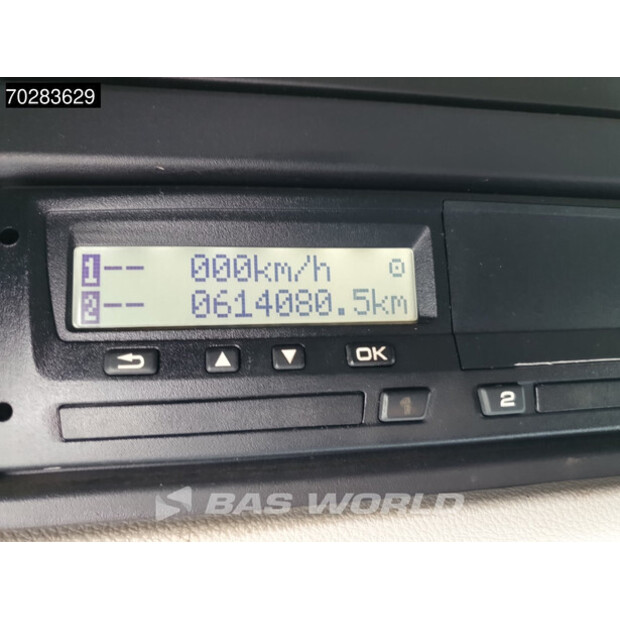 70283629
1-- 000km/h
2-- 0614080.5km
OK
1 2
BAS WORLD